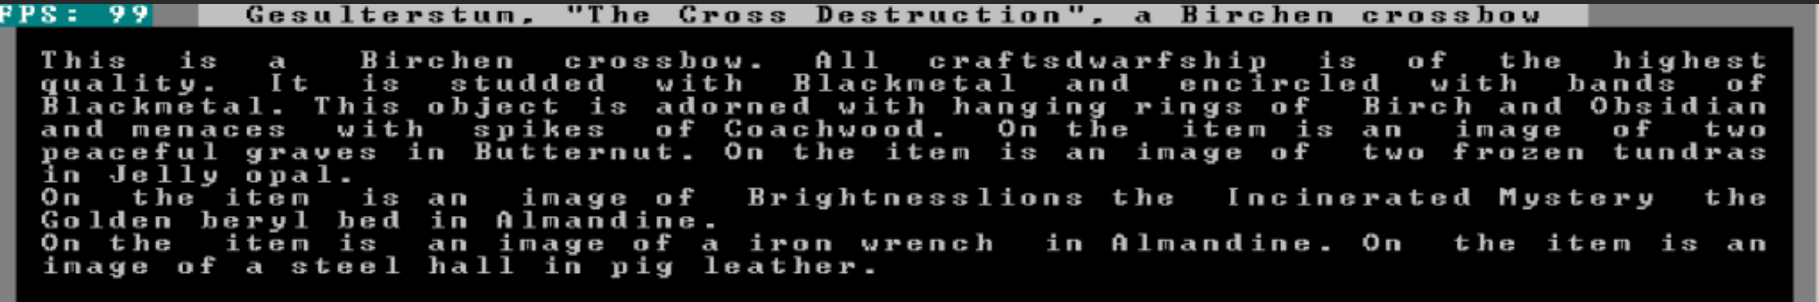 FPS: 99 Gesulterstum, "The Cross Destruction", a Birchen crossbow
This is a Birchen crossbow. All craftsdwarfship is of the highest
quality. It is studded with Blackmetal and encircled with bands of
Blackmetal. This object is adorned with hanging rings of Birch and Obsidian
and menaces with spikes of Coachwood. On the item is an image of two
peaceful graves in Butternut. On the item is an image of two frozen tundras
in Jelly opal.
On the item is an image of Brightnesslions the Incinerated Mystery the
Golden beryl bed in Almandine.
On the item is an image of a iron wrench in Almandine. On the item is an
image of a steel hall in pig leather.